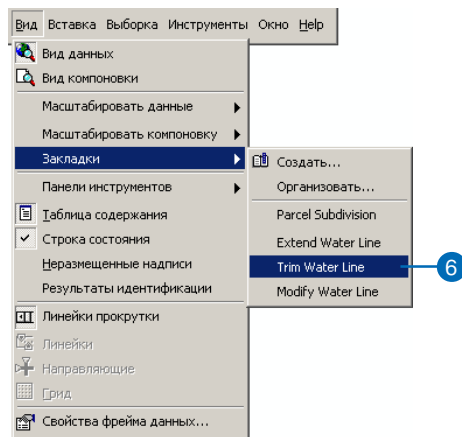 Вид Вставка Выборка Инструменты Окно Help
Вид данных
Вид компоновки
Масштабировать данные
Масштабировать компоновку
Закладки
Панели инструментов
Таблица содержания
Строка состояния
Неразмещенные надписи
Результаты идентификации
Линейки прокрутки
Линейки
Направляющие
Грид
Свойства фрейма данных...
Создать...
Организовать...
Parcel Subdivision
Extend Water Line
Trim Water Line
Modify Water Line
6